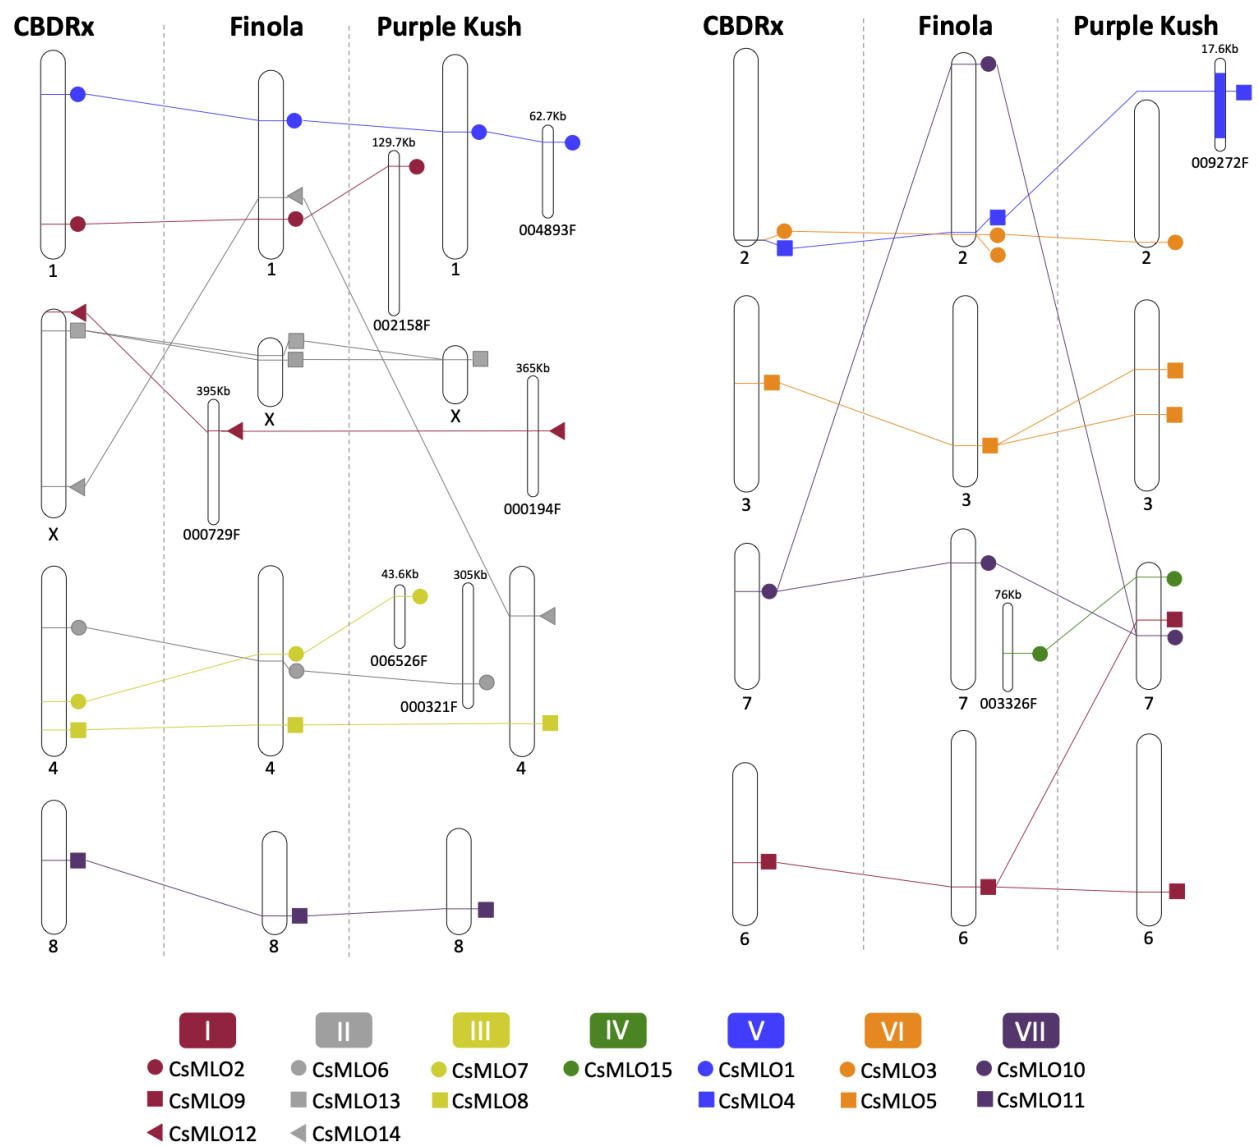 CBDRx Finola Purple Kush CBDRx Finola Purple Kush
17.6Kb
62.7Kb
129.7Kb
009272F
004893F
1 1 1 2 2 2
002158F
365Kb
395Kb
X X
000194F
3 3 3
X 000729F
43.6Kb 305Kb
76Kb
006526F
000321F
7 7 003326F 7
4 4 4
8 8 8 6 6 6
I II III IV V VI VII
CsMLO2 CsMLO6 CsMLO7 CsMLO15 CsMLO1 CsMLO3 CsMLO10
CsMLO9 CsMLO13 CsMLO8 CsMLO4 CsMLO5 CsMLO11
CsMLO12 CsMLO14